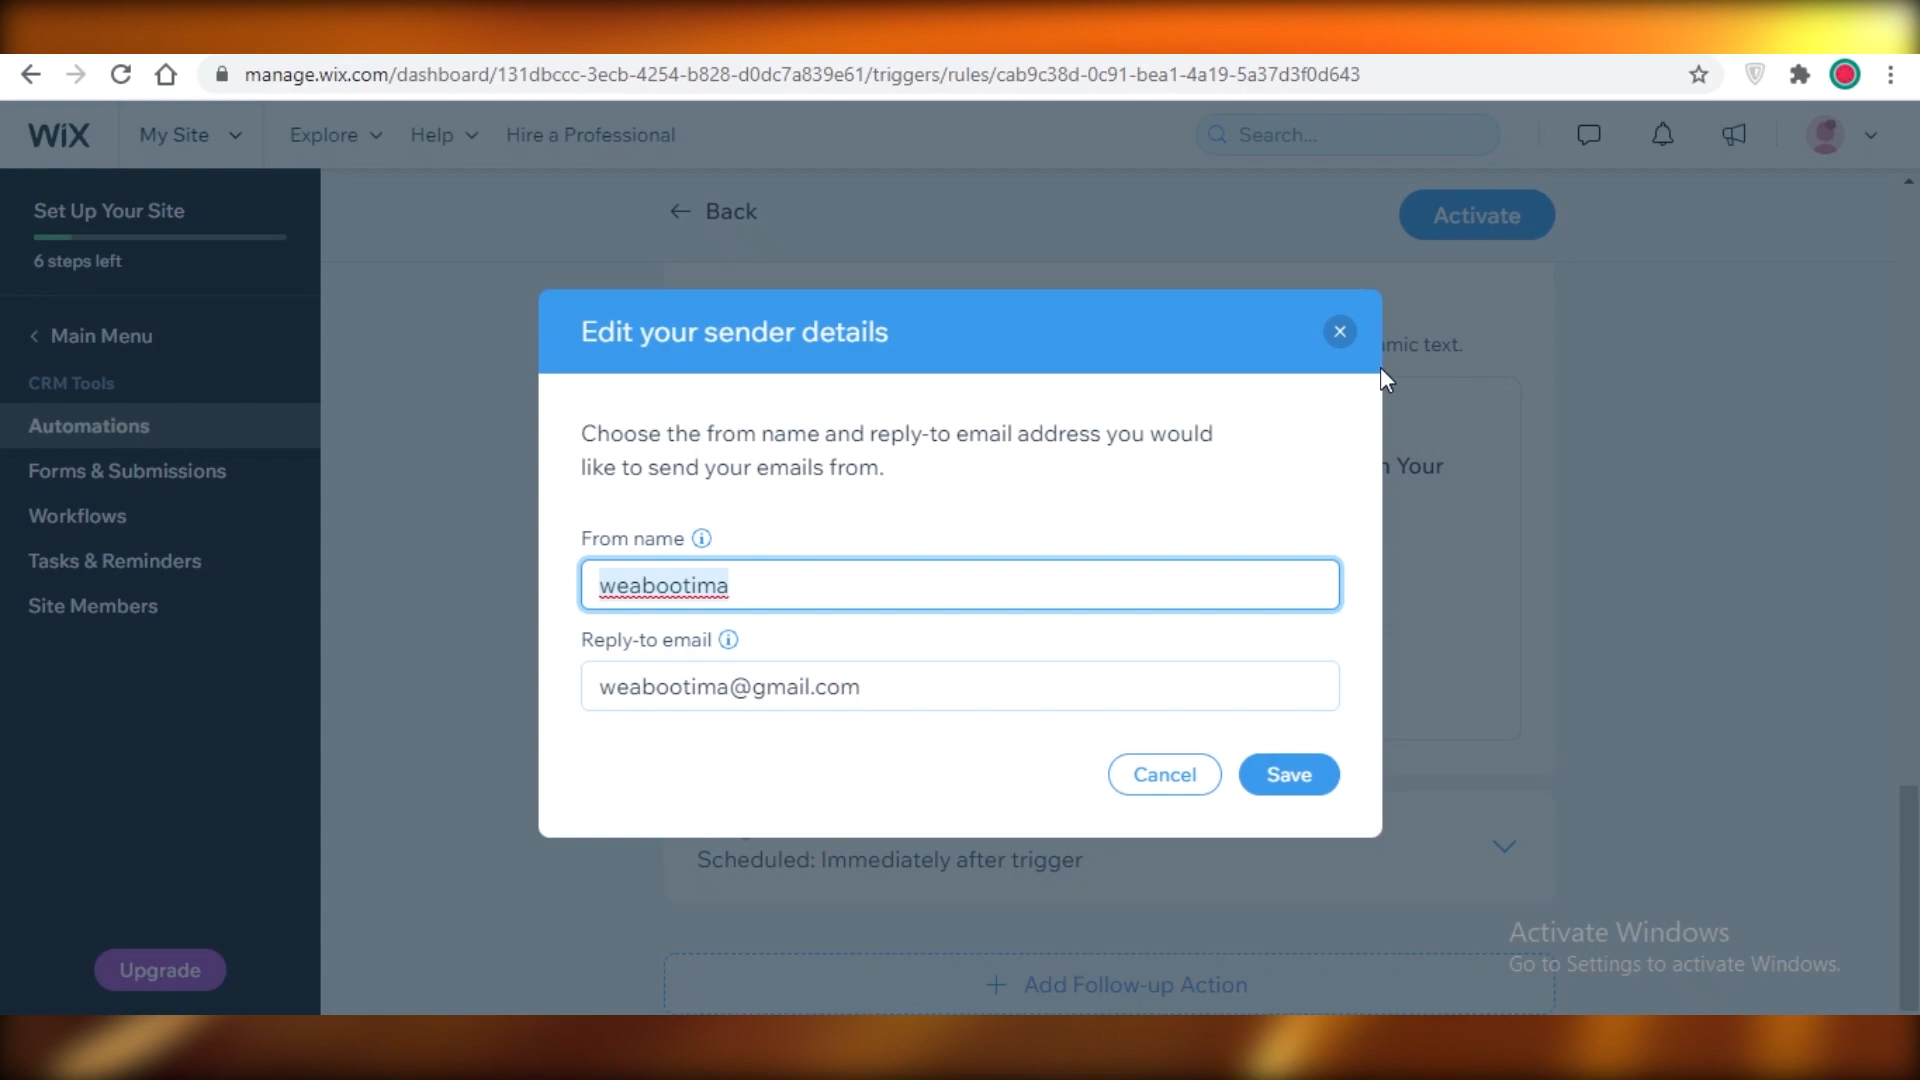 manage.wix.com/dashboard/131dbccc-3ecb-4254-b828-d0dc7a839e61/triggers/rules/cab9c38d-0c91-bea1-4a19-5a37d3f0d643
WiX
My Site
Explore
Help
Hire a Professional
Search...
Set Up Your Site
6 steps left
Main Menu
CRM Tools
Automations
Forms & Submissions
Workflows
Tasks & Reminders
Site Members
Upgrade
Back
Activate
Edit your sender details
mic text.
Choose the from name and reply-to email address you would
like to send your emails from.
Your
From name
weabootima
Reply-to email
weabootima@gmail.com
Cancel
Save
Scheduled: Immediately after trigger
Add Follow-up Action
Activate Windows
Go to Settings to activate Windows.